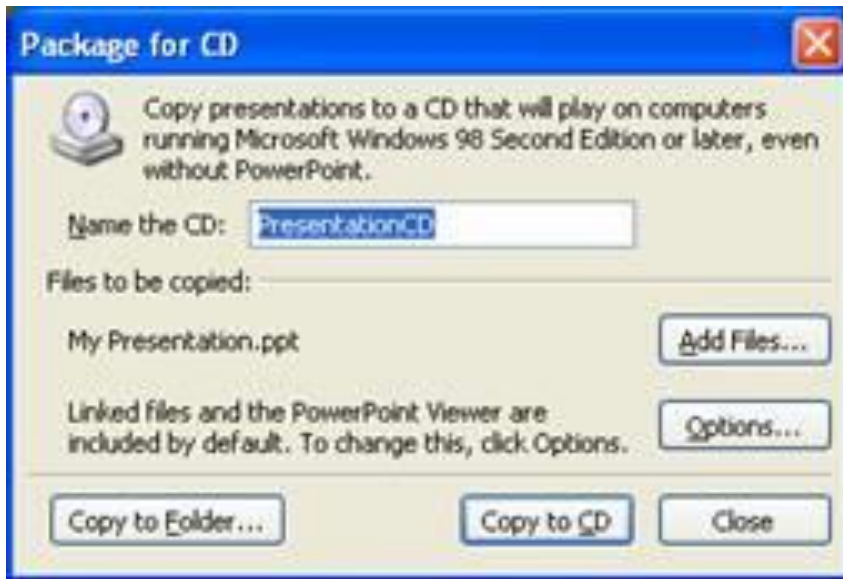 Package for CD
Copy presentations to a CD that will play on computers
running Microsoft Windows 98 Second Edition or later, even
without PowerPoint.
Name the CD: PresentationCD
Files to be copied:
My Presentation.ppt
Add Files...
Linked files and the PowerPoint Viewer are
included by default. To change this, click Options.
Options...
Copy to Folder...
Copy to CD
Close